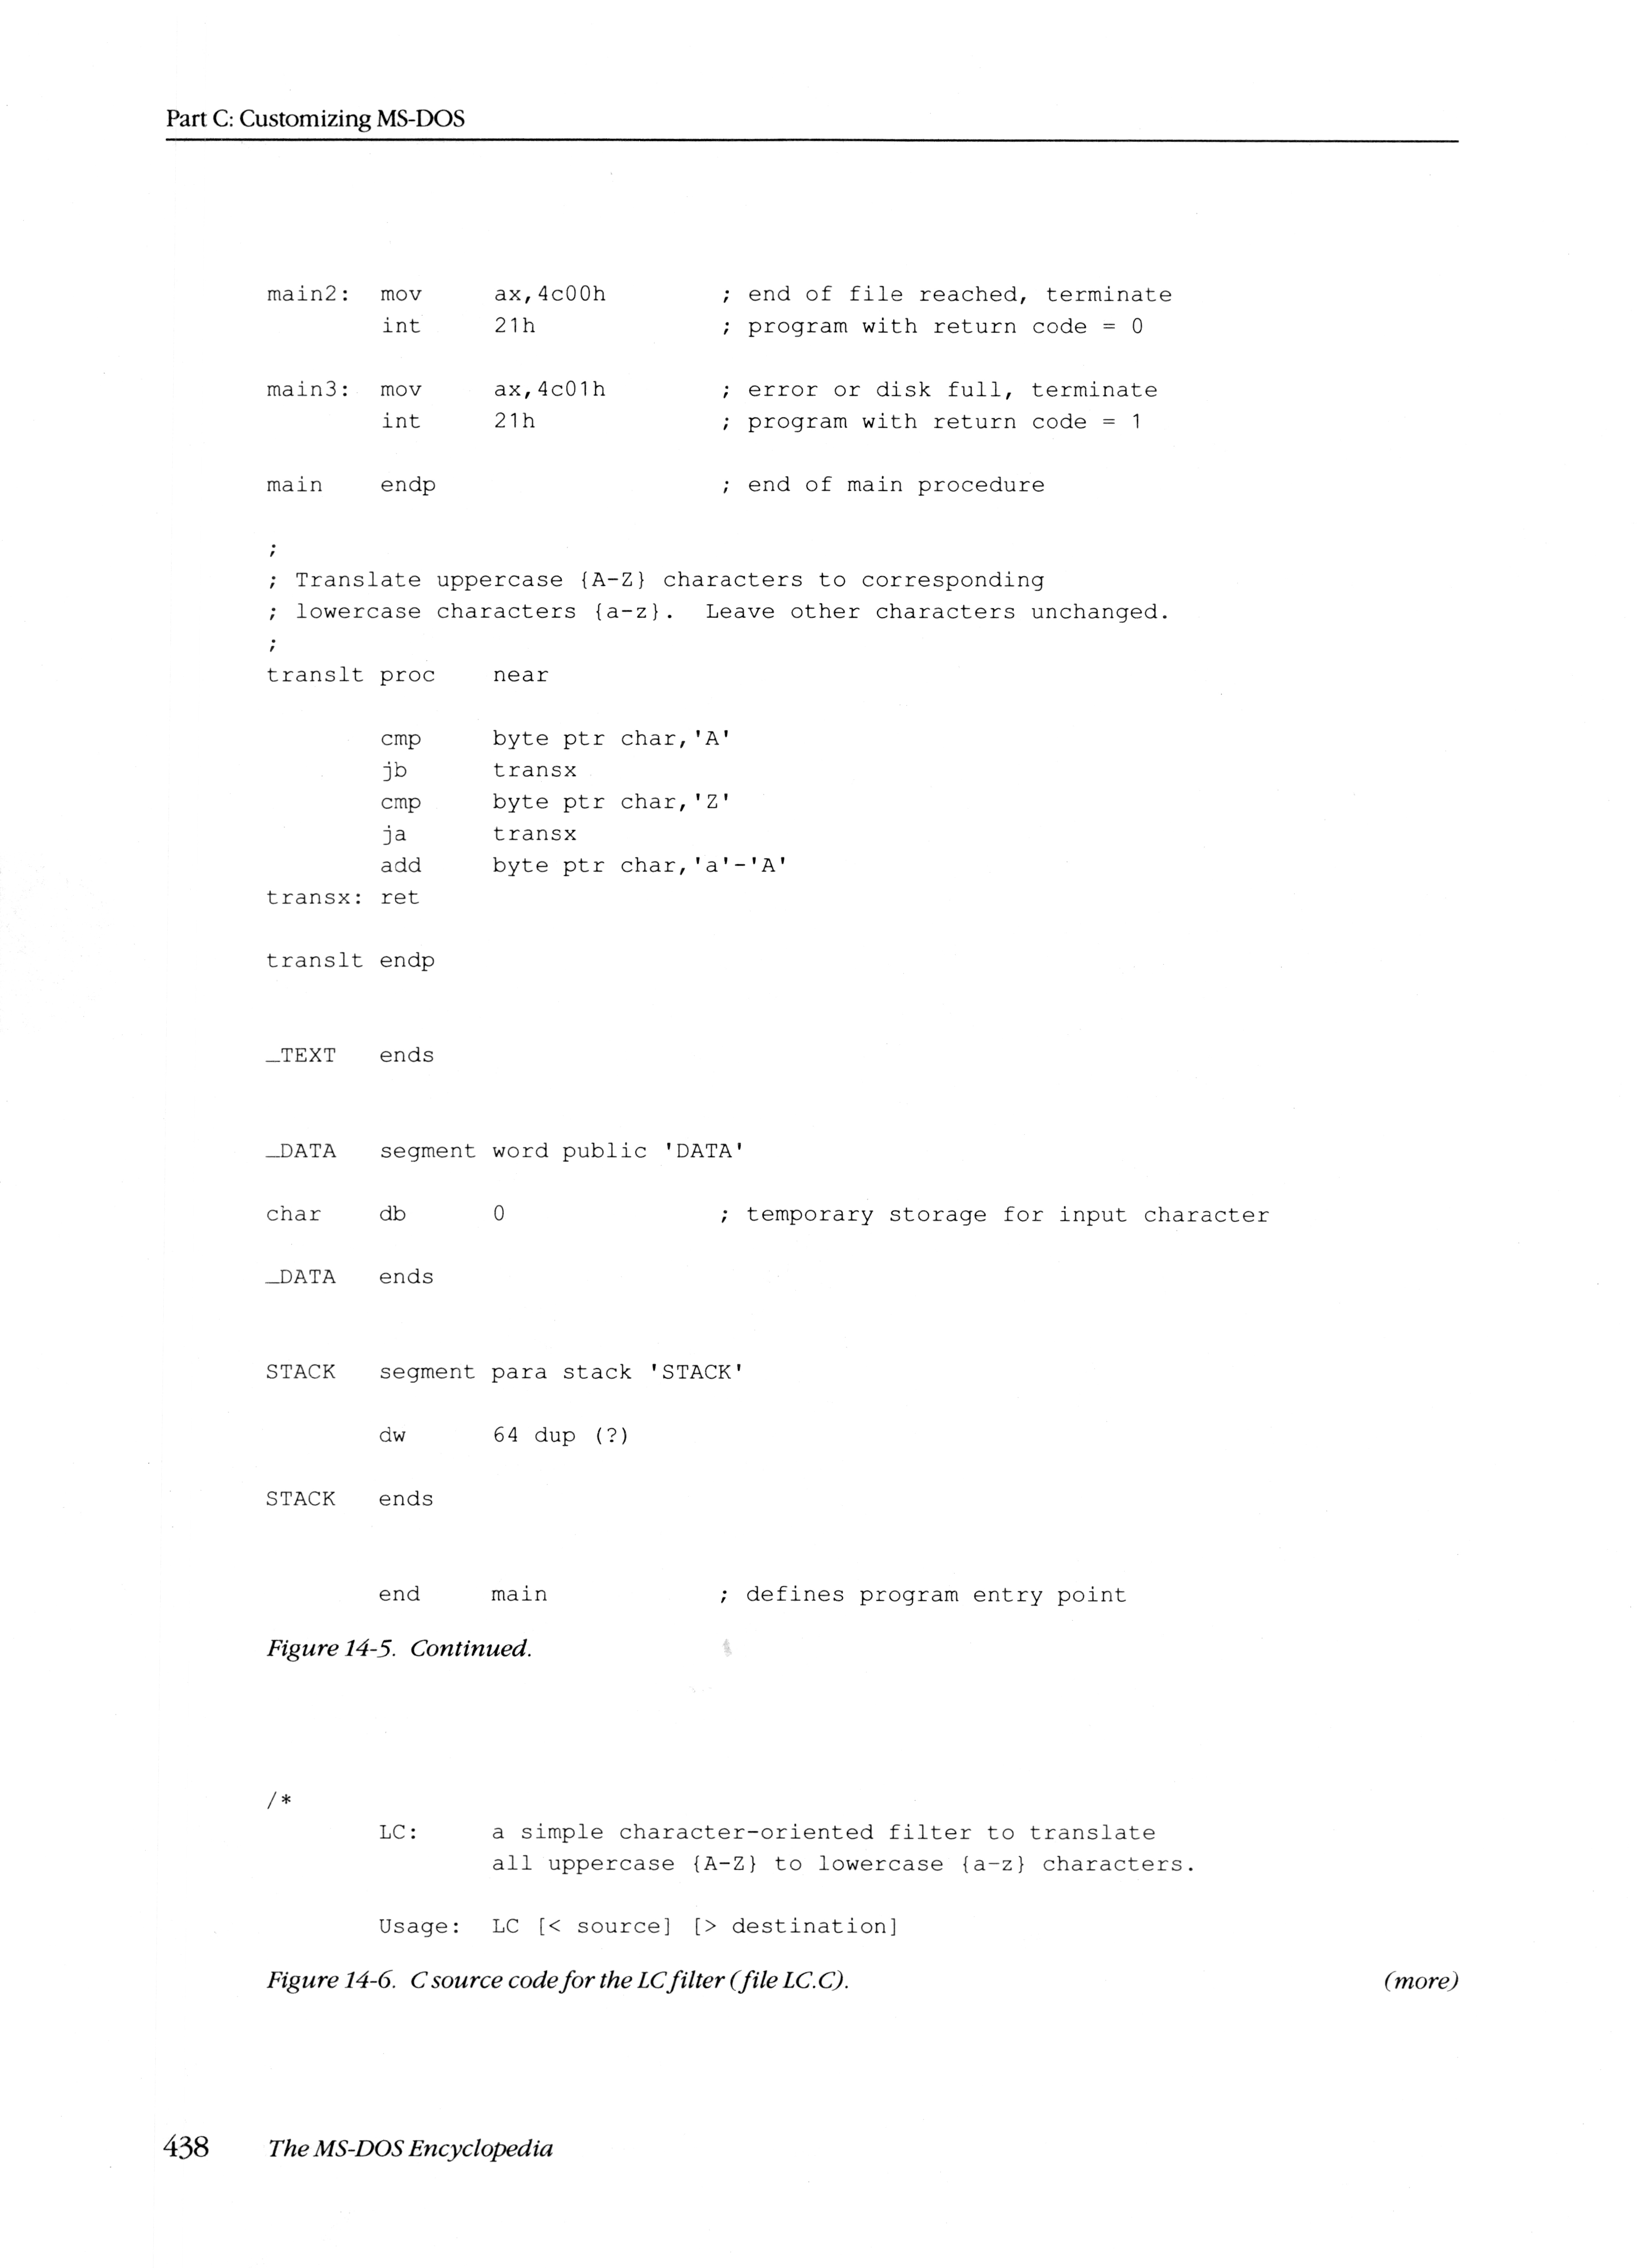 Part C: Customizing MS-DOS
main2:  mov     ax,4c00h        ; end of file reached, terminate
        int     21h             ; program with return code = 0
main3:  mov     ax,4c01h        ; error or disk full, terminate
        int     21h             ; program with return code = 1
main    endp                    ; end of main procedure
;
; Translate uppercase {A-Z} characters to corresponding
; lowercase characters {a-z}.  Leave other characters unchanged.
;
translt proc    near
        cmp     byte ptr char,'A'
        jb      transx
        cmp     byte ptr char,'Z'
        ja      transx
        add     byte ptr char,'a'-'A'
transx: ret
translt endp
_TEXT   ends
_DATA   segment word public 'DATA'
char    db      0               ; temporary storage for input character
_DATA   ends
STACK   segment para stack 'STACK'
        dw      64 dup (?)
STACK   ends
        end     main            ; defines program entry point
Figure 14-5. Continued.
/*
        LC:     a simple character-oriented filter to translate
                all uppercase {A-Z} to lowercase {a-z} characters.
        Usage:  LC [< source] [> destination]
Figure 14-6. C source code for the LC filter (file LC.C). (more)
438 The MS-DOS Encyclopedia